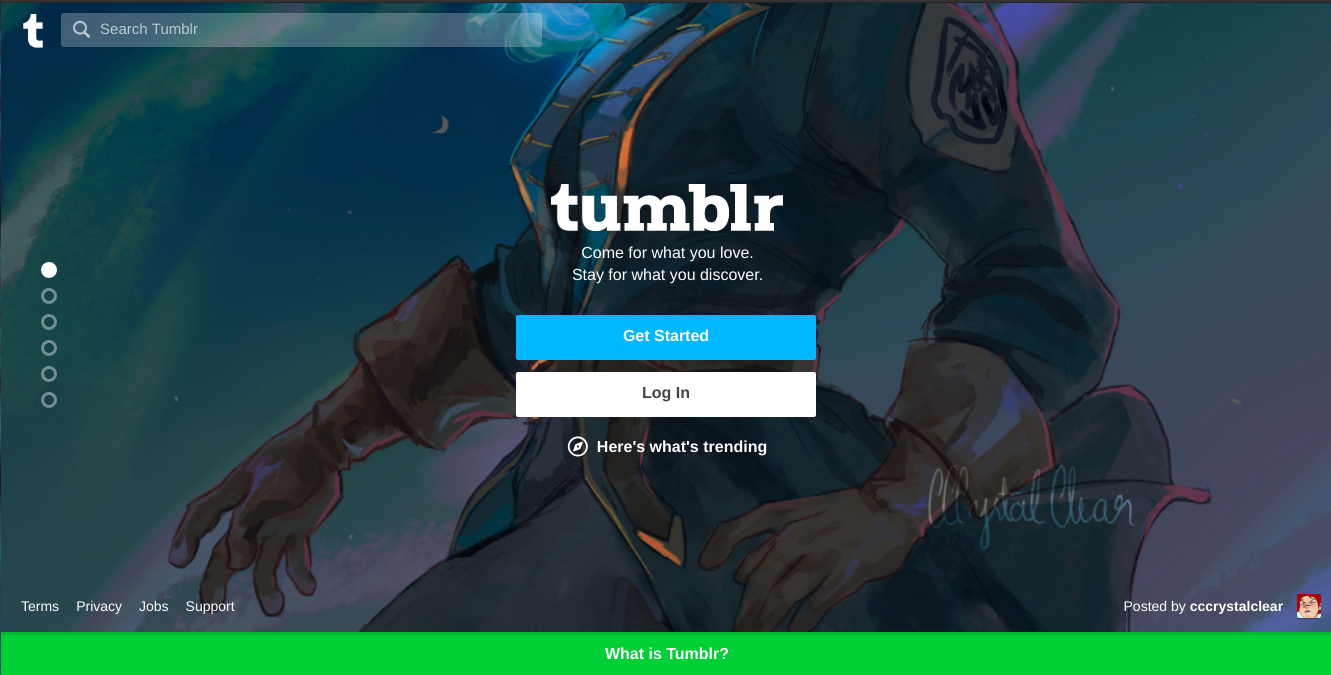 t
Search Tumblr
tumblr
Come for what you love.
Stay for what you discover.
Get Started
Log In
Here's what's trending
CCCrystalClear
Terms Privacy Jobs Support
Posted by cccrystalclear
What is Tumblr?